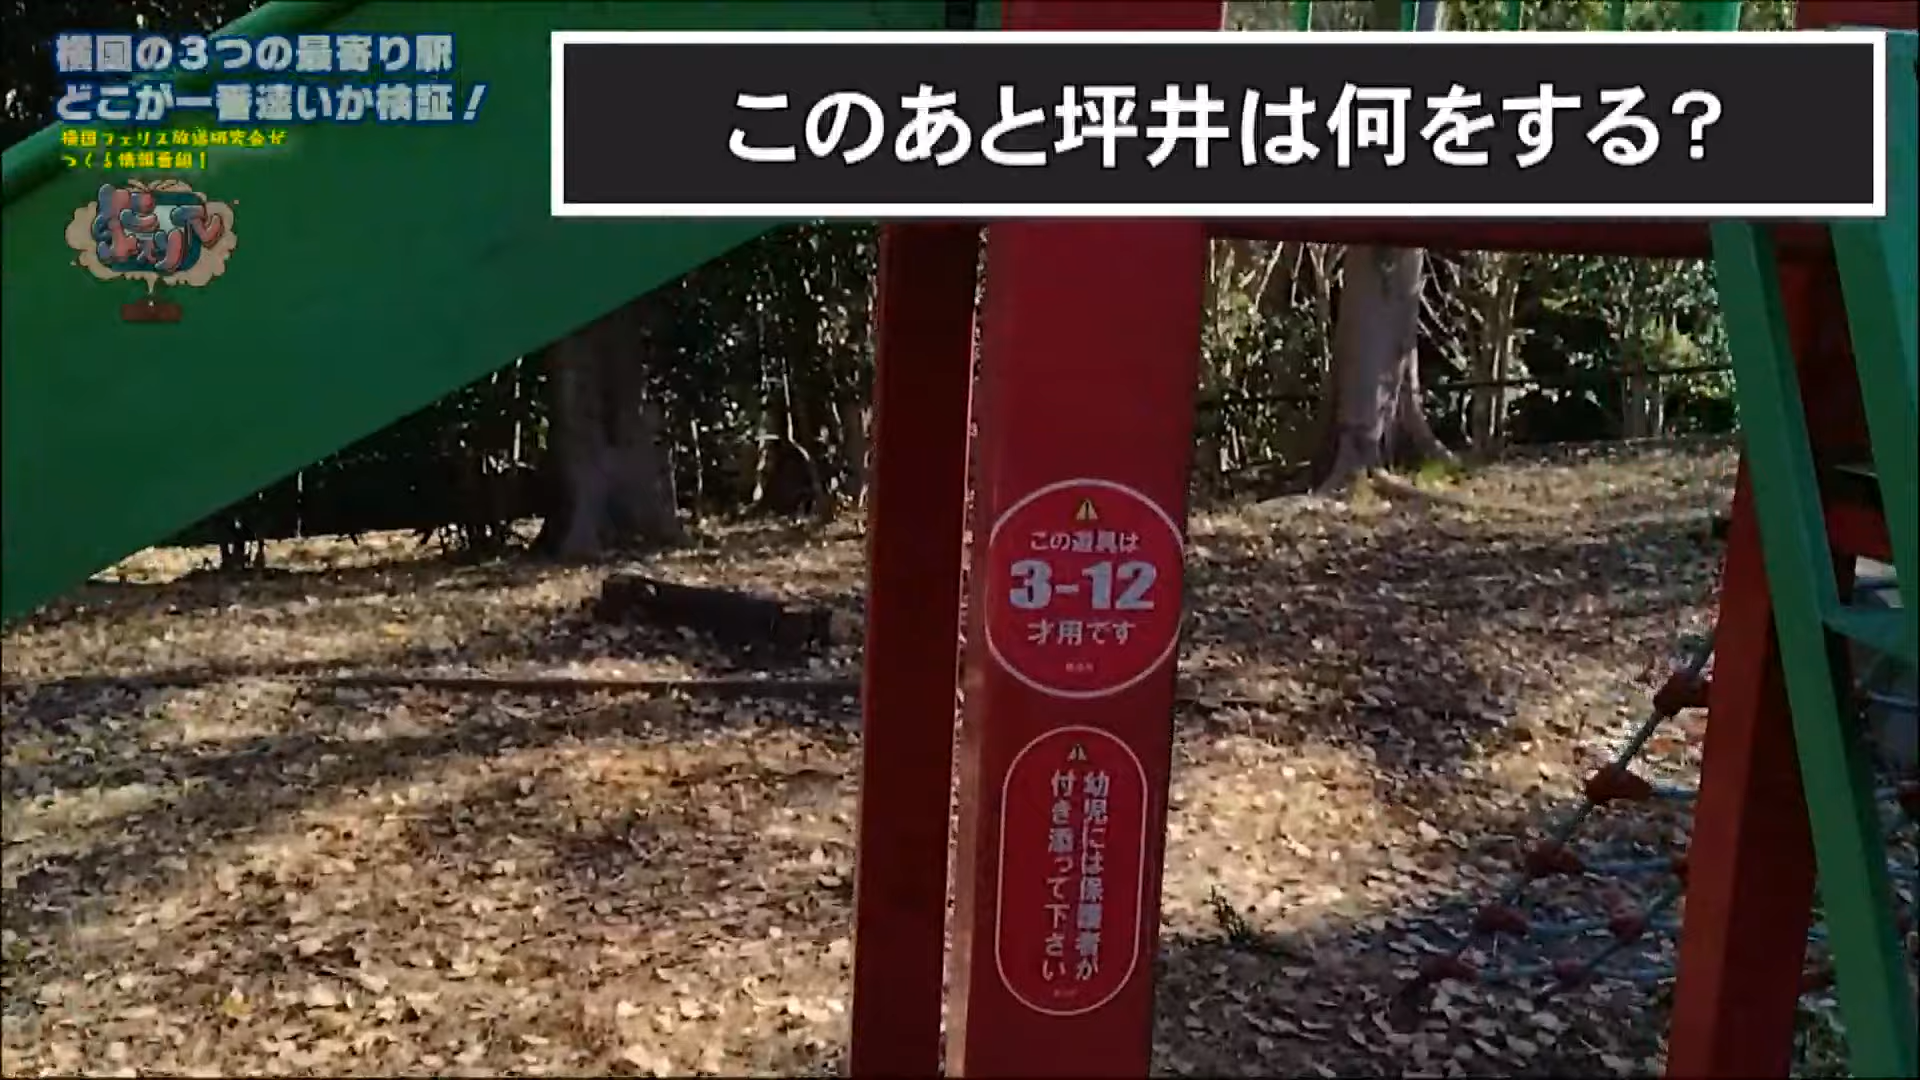 横国の３つの最寄り駅
どこが一番速いか検証！
横国フェリス放送研究会が
つくる情報番組！
このあと坪井は何をする？
この遊具は
3-12
才用です
幼児には保護者が
付き添って下さい